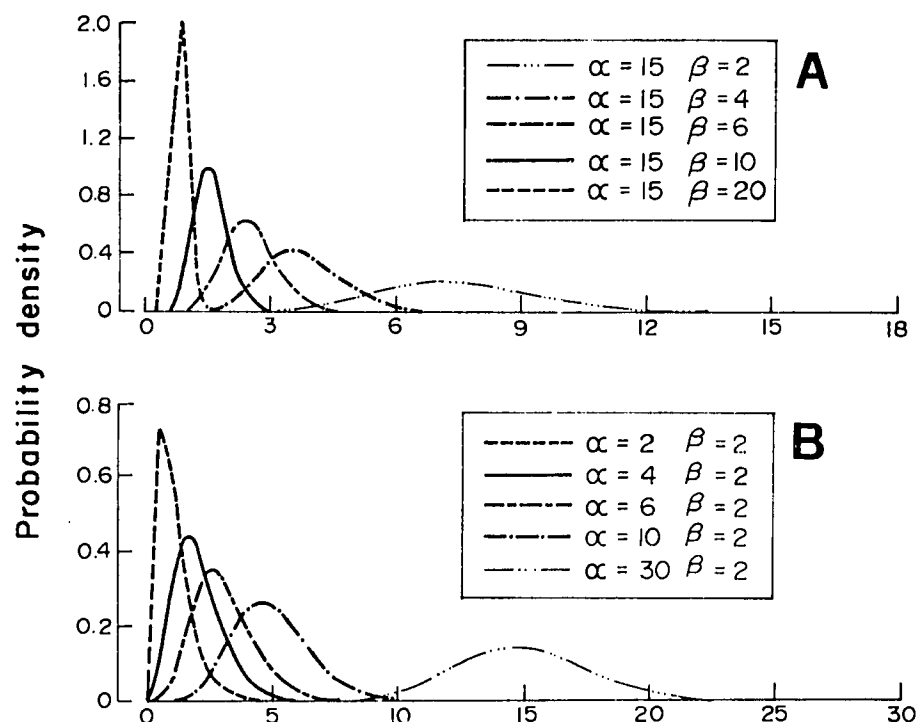 Probability density
A
2.0
1.6
1.2
0.8
0.4
0
0 3 6 9 12 15 18
∝ = 15 β = 2
∝ = 15 β = 4
∝ = 15 β = 6
∝ = 15 β = 10
∝ = 15 β = 20
B
0.8
0.6
0.4
0.2
0
0 5 10 15 20 25 30
∝ = 2 β = 2
∝ = 4 β = 2
∝ = 6 β = 2
∝ = 10 β = 2
∝ = 30 β = 2